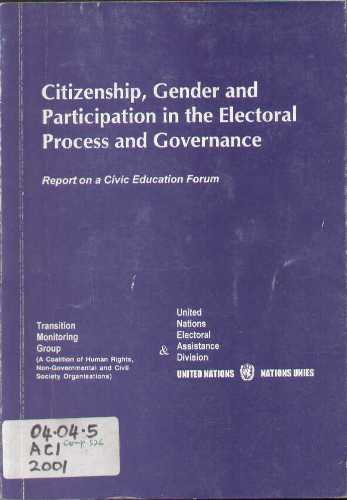 Citizenship, Gender and
Participation in the Electoral
Process and Governance
Report on a Civic Education Forum
Transition
Monitoring
Group
(A Coalition of Human Rights,
Non-Governmental and Civil
Society Organisations)
&
United
Nations
Electoral
Assistance
Division
UNITED NATIONS NATIONS UNIES
04.04.5
AC1
2001